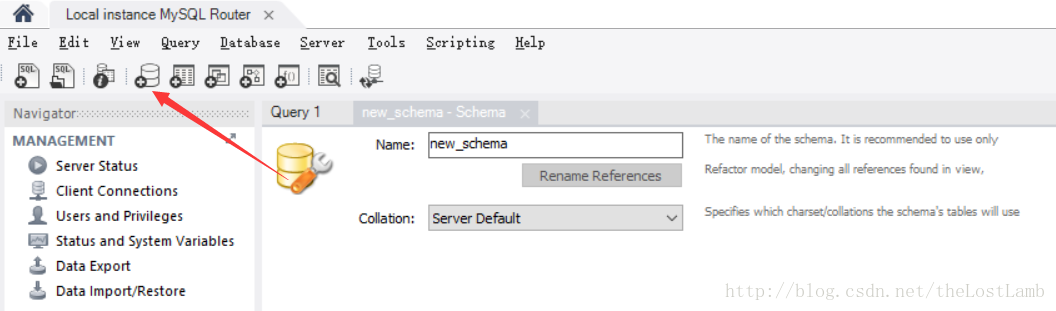 Local instance MySQL Router ×
File Edit View Query Database Server Tools Scripting Help
SQL SQL
Navigator
Query 1
new_schema - Schema ×
MANAGEMENT
Server Status
Client Connections
Users and Privileges
Status and System Variables
Data Export
Data Import/Restore
Name: new_schema
The name of the schema. It is recommended to use only
Rename References
Refactor model, changing all references found in view,
Collation: Server Default
Specifies which charset/collations the schema's tables will use
http://blog.csdn.net/theLostLamb